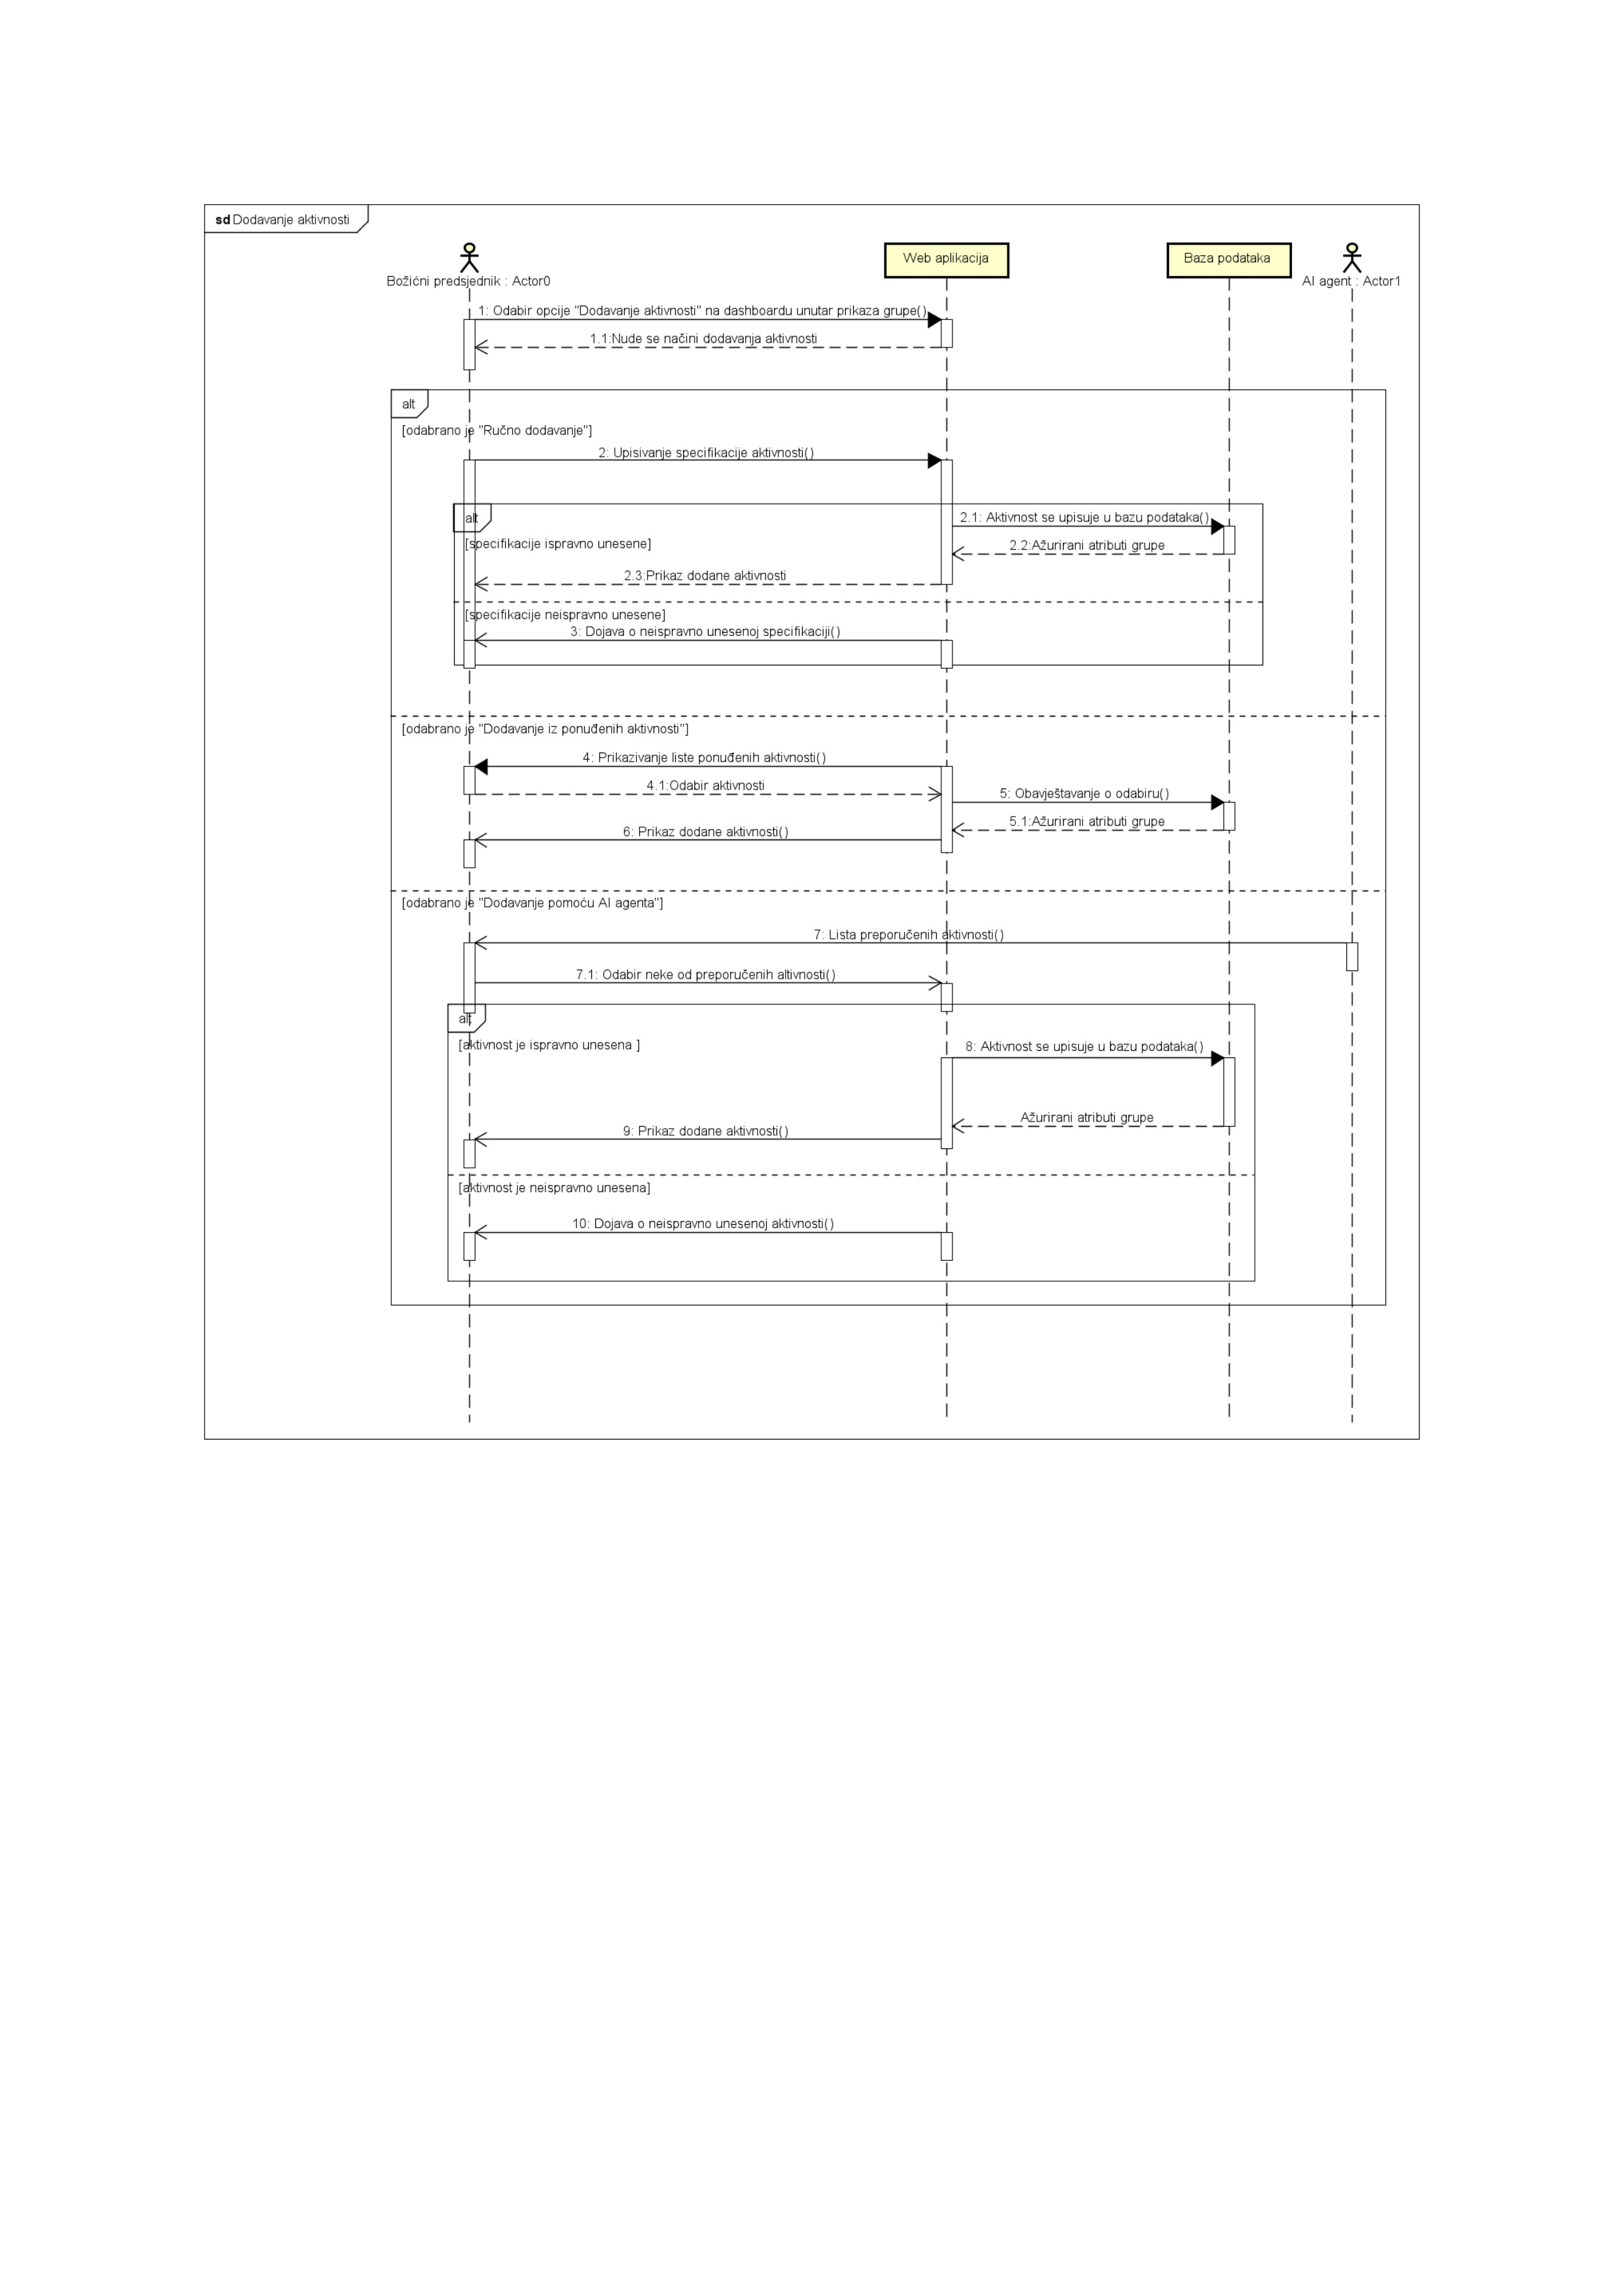 sd Dodavanje aktivnosti
Božićni predsjednik : Actor0
Web aplikacija
Baza podataka
AI agent : Actor1
1: Odabir opcije "Dodavanje aktivnosti" na dashboardu unutar prikaza grupe()
1.1:Nude se načini dodavanja aktivnosti
alt
[odabrano je "Ručno dodavanje"]
2: Upisivanje specifikacije aktivnosti()
alt
2.1: Aktivnost se upisuje u bazu podataka()
[specifikacije ispravno unesene]
2.2:Ažurirani atributi grupe
2.3:Prikaz dodane aktivnosti
[specifikacije neispravno unesene]
3: Dojava o neispravno unesenoj specifikaciji()
[odabrano je "Dodavanje iz ponuđenih aktivnosti"]
4: Prikazivanje liste ponuđenih aktivnosti()
4.1:Odabir aktivnosti
5: Obavještavanje o odabiru()
5.1:Ažurirani atributi grupe
6: Prikaz dodane aktivnosti()
[odabrano je "Dodavanje pomoću AI agenta"]
7: Lista preporučenih aktivnosti()
7.1: Odabir neke od preporučenih altivnosti()
alt
[aktivnost je ispravno unesena ]
8: Aktivnost se upisuje u bazu podataka()
Ažurirani atributi grupe
9: Prikaz dodane aktivnosti()
[aktivnost je neispravno unesena]
10: Dojava o neispravno unesenoj aktivnosti()